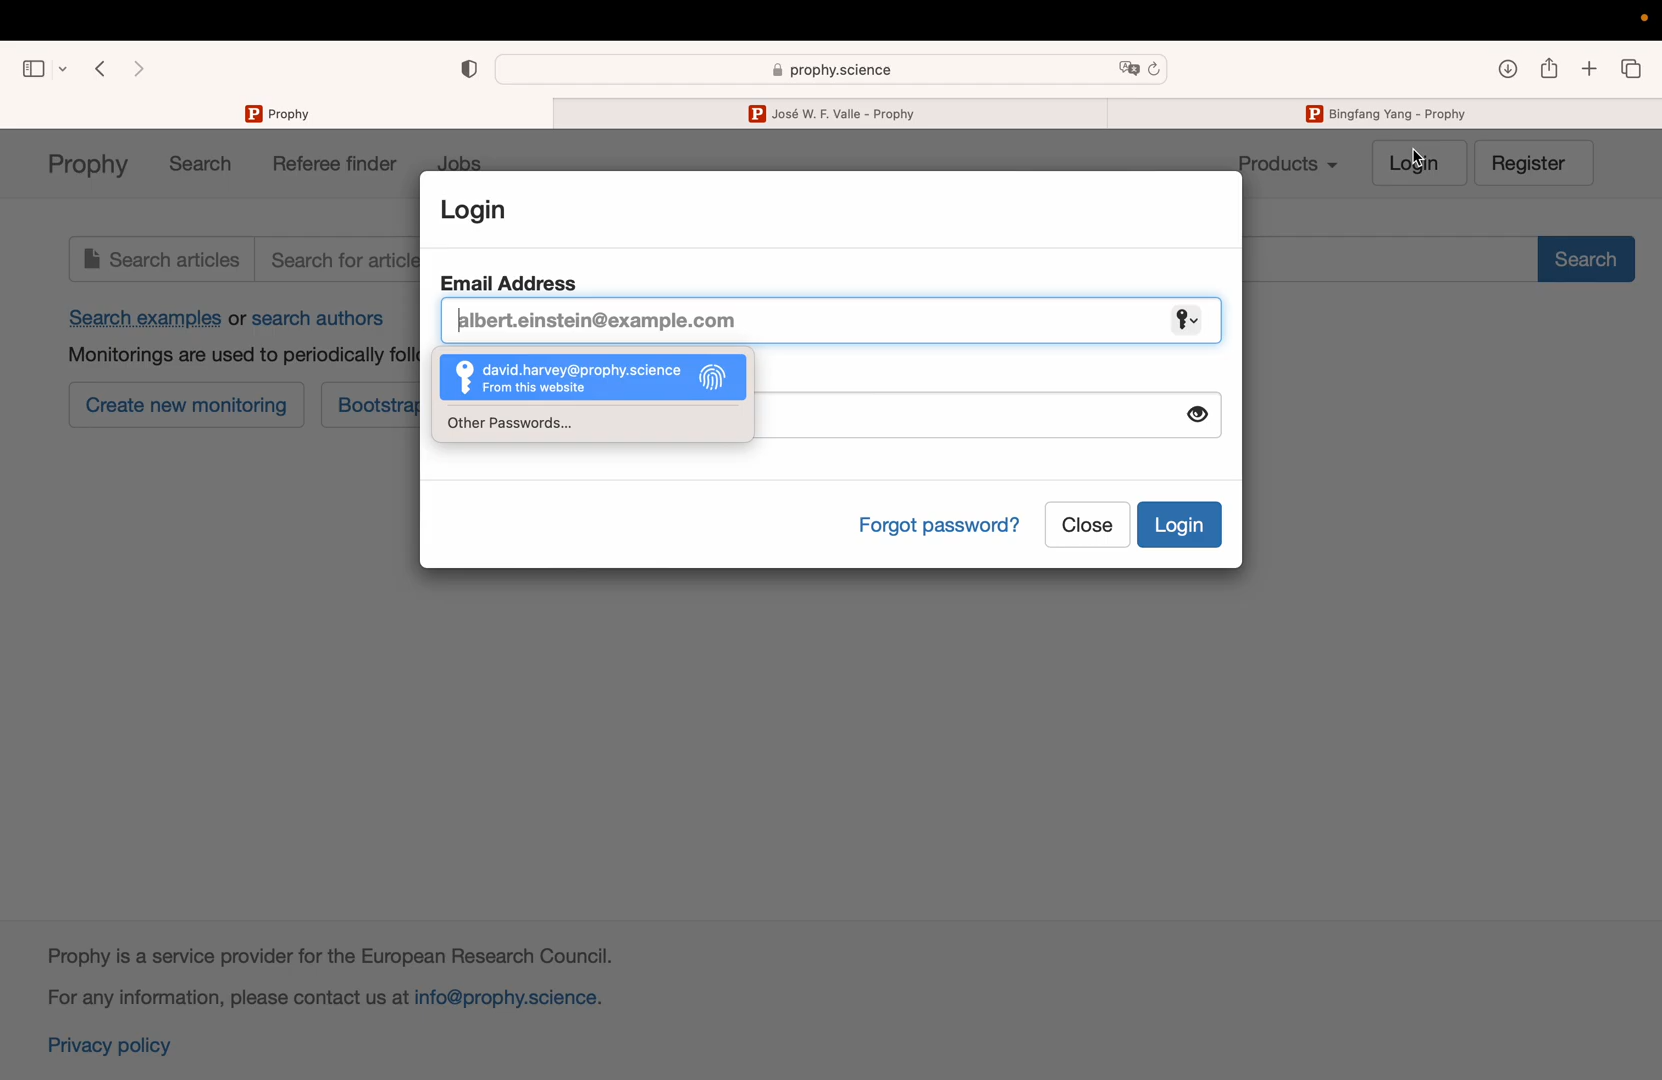 prophy.science
Prophy
José W. F. Valle - Prophy
Bingfang Yang - Prophy
Prophy
Search
Referee finder
Jobs
Products
Login
Register
Login
Search articles
Search for article
Search
Email Address
albert.einstein@example.com
Search examples or search authors
Monitorings are used to periodically foll
david.harvey@prophy.science
From this website
Create new monitoring
Bootstrap
Other Passwords...
Forgot password?
Close
Login
Prophy is a service provider for the European Research Council.
For any information, please contact us at info@prophy.science.
Privacy policy